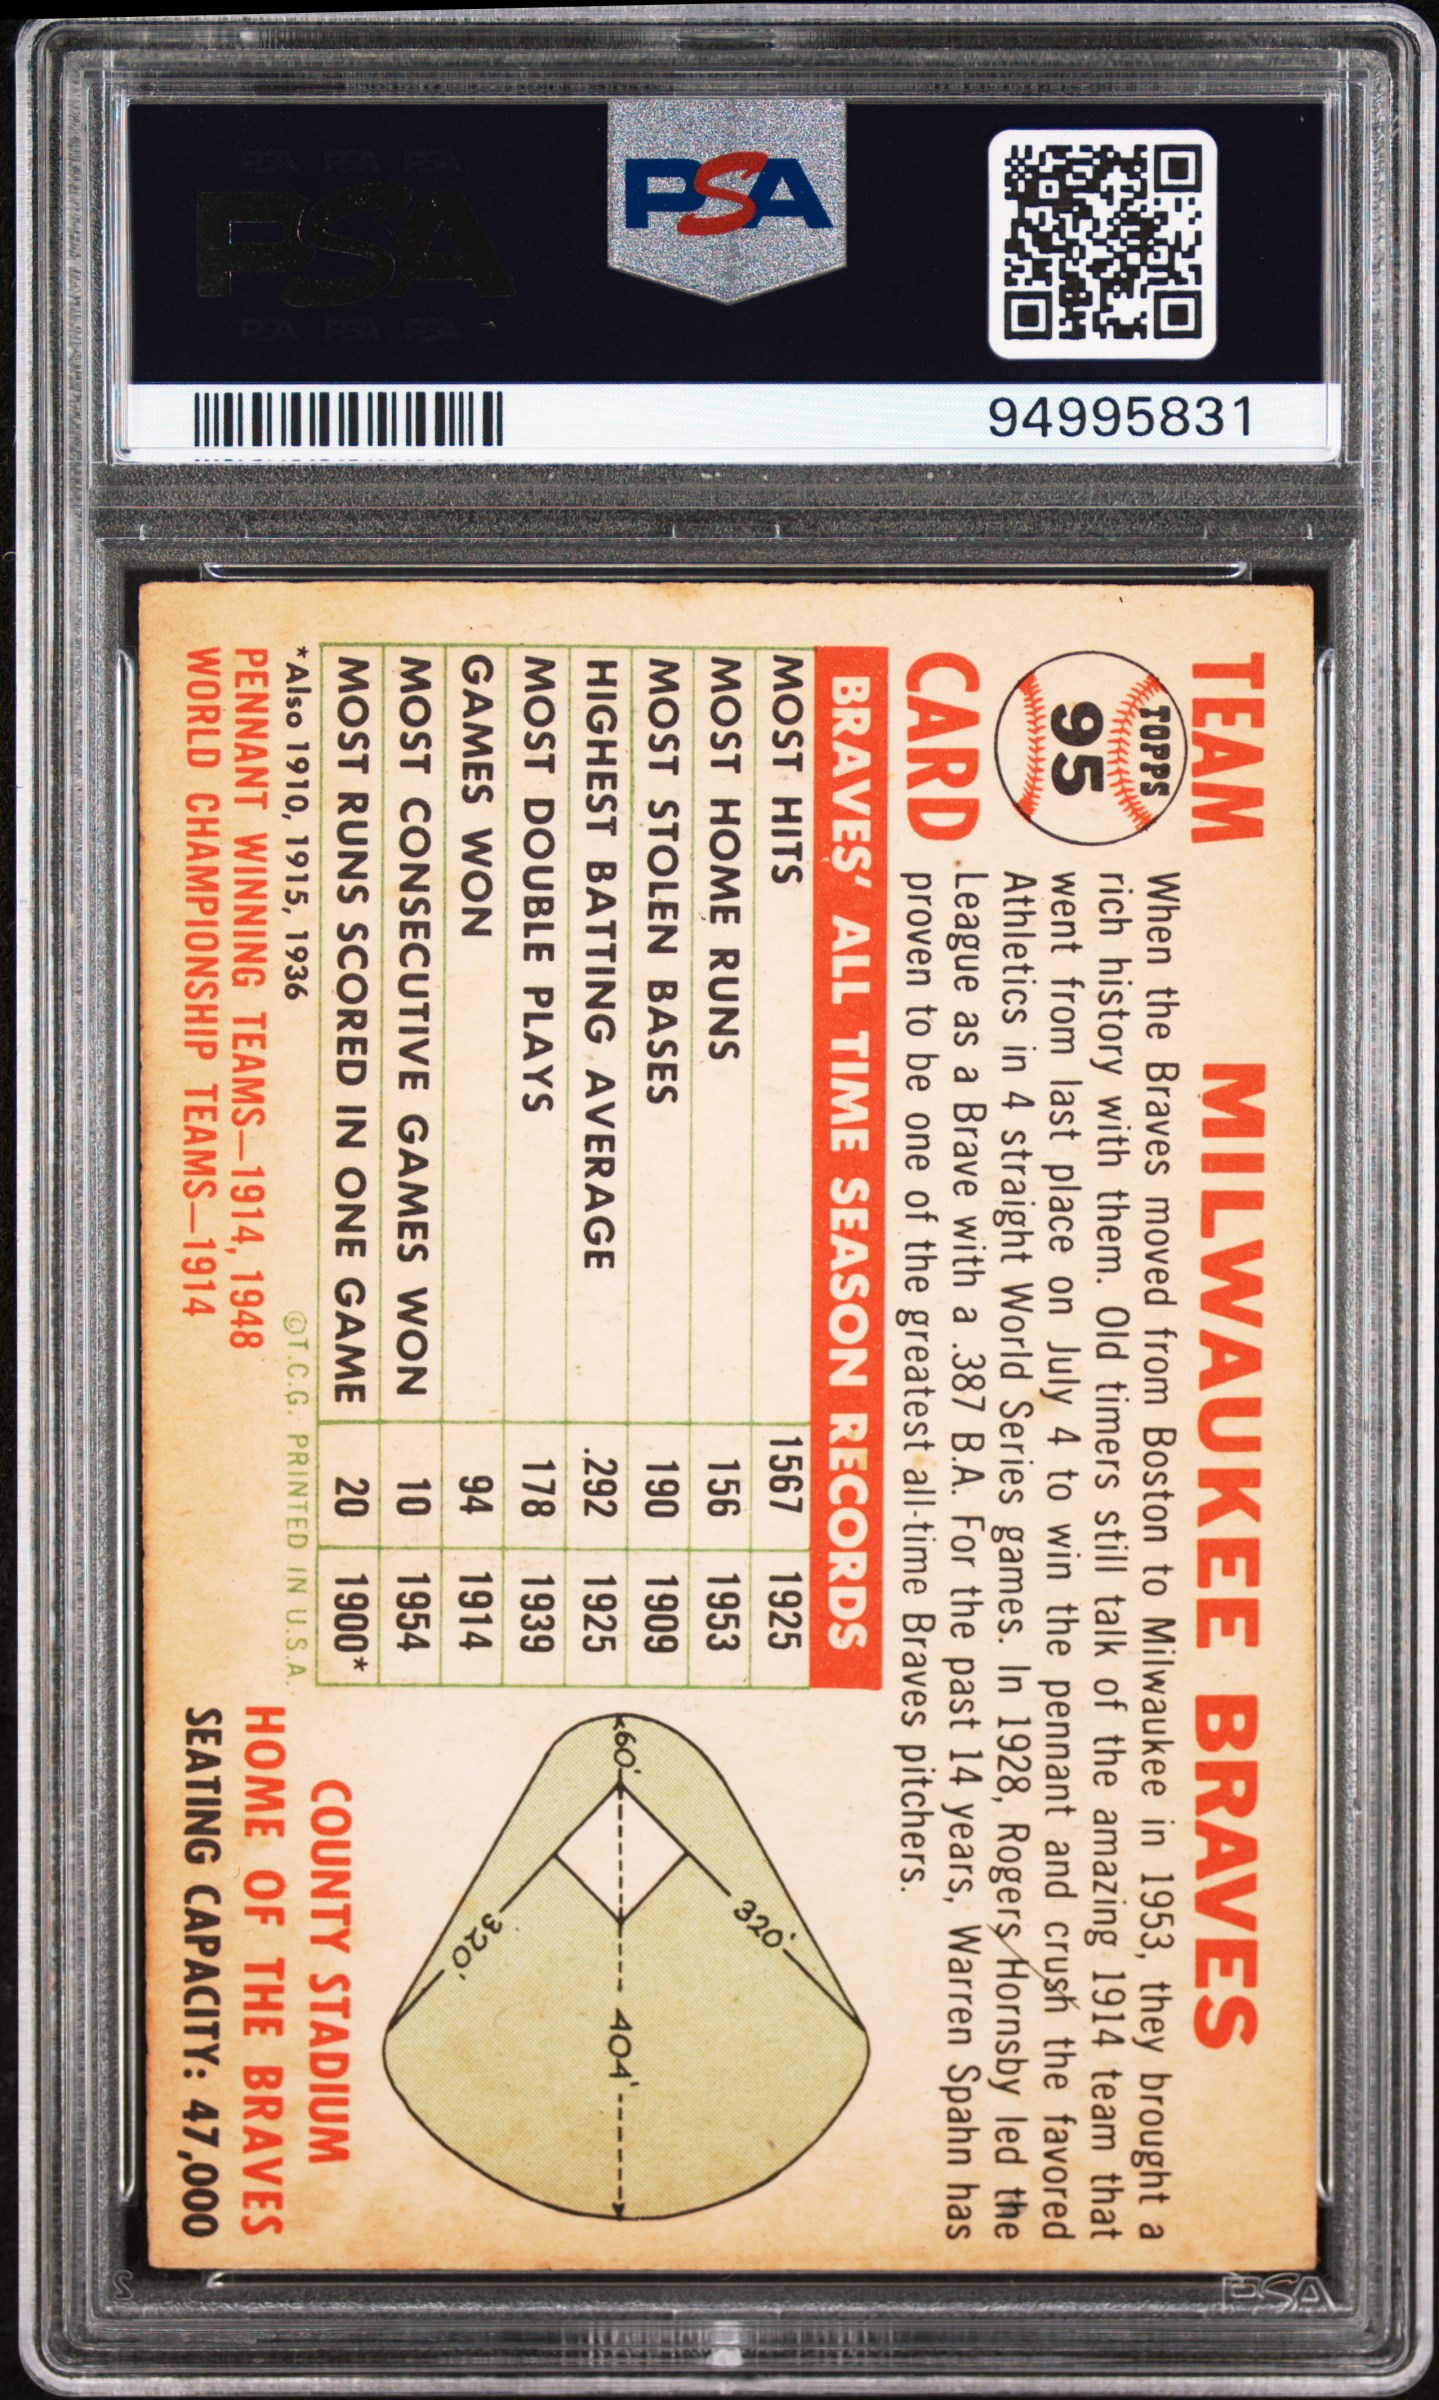 PSA PSA PSA
PSA
PSA PSA PSA
PSA
94995831
TEAM
TOPPS
95
CARD
MILWAUKEE BRAVES
When the Braves moved from Boston to Milwaukee in 1953, they brought a
rich history with them. Old timers still talk of the amazing 1914 team that
went from last place on July 4 to win the pennant and crush the favored
Athletics in 4 straight World Series games. In 1928, Rogers Hornsby led the
League as a Brave with a .387 B.A. For the past 14 years, Warren Spahn has
proven to be one of the greatest all-time Braves pitchers.
BRAVES' ALL TIME SEASON RECORDS
MOST HITS 1567 1925
MOST HOME RUNS 156 1953
MOST STOLEN BASES 190 1909
HIGHEST BATTING AVERAGE .292 1925
MOST DOUBLE PLAYS 178 1939
GAMES WON 94 1914
MOST CONSECUTIVE GAMES WON 10 1954
MOST RUNS SCORED IN ONE GAME 20 1900*
*Also 1910, 1915, 1936
©T.C.G. PRINTED IN U.S.A.
PENNANT WINNING TEAMS—1914, 1948
WORLD CHAMPIONSHIP TEAMS—1914
60'
320'
404'
320'
COUNTY STADIUM
HOME OF THE BRAVES
SEATING CAPACITY: 47,000
PSA